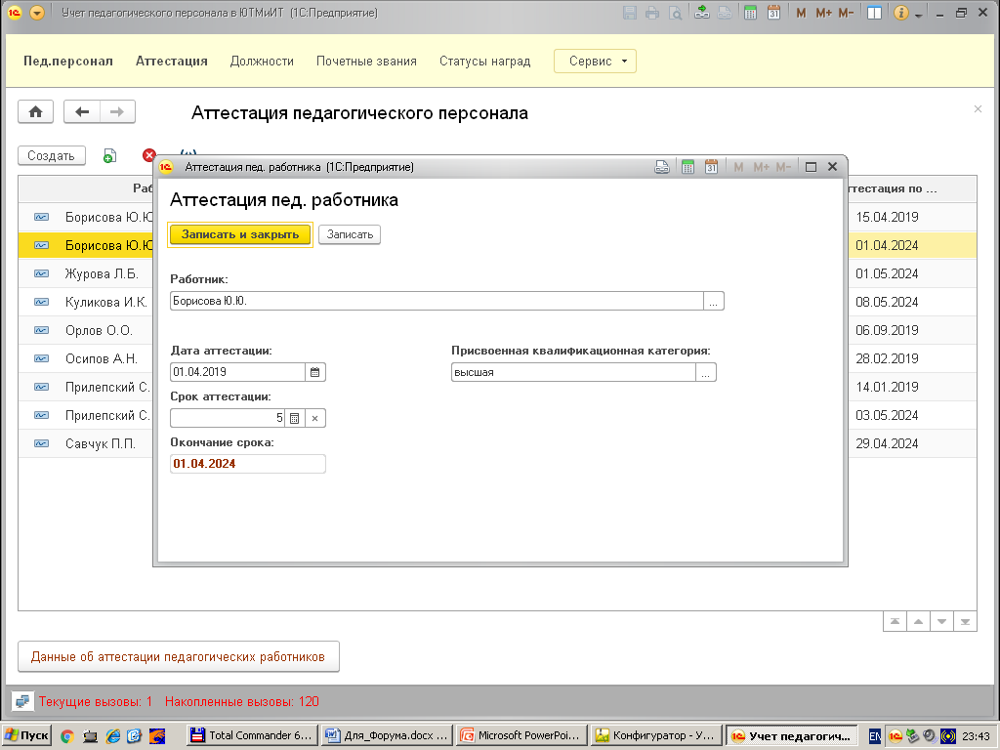 Учет педагогического персонала в ЮТМиИТ (1С:Предприятие)
M M+ M-
Пед.персонал Аттестация Должности Почетные звания Статусы наград Сервис
Аттестация педагогического персонала
Создать
Аттестация пед. работника (1С:Предприятие)
M M+ M-
Аттестация пед. работника
Записать и закрыть Записать
Работник:
Борисова Ю.Ю. ...
Дата аттестации: Присвоенная квалификационная категория:
01.04.2019 высшая ...
Срок аттестации:
5
Окончание срока:
01.04.2024
Борисова Ю.Ю 15.04.2019
Борисова Ю.Ю 01.04.2024
Журова Л.Б. 01.05.2024
Куликова И.К. 08.05.2024
Орлов О.О. 06.09.2019
Осипов А.Н. 28.02.2019
Прилепский С. 14.01.2019
Прилепский С. 03.05.2024
Савчук П.П. 29.04.2024
Данные об аттестации педагогических работников
Текущие вызовы: 1 Накопленные вызовы: 120
Пуск Total Commander 6... Для_Форума.docx ... Microsoft PowerPoi... Конфигуратор - У... Учет педагогич... EN 23:43